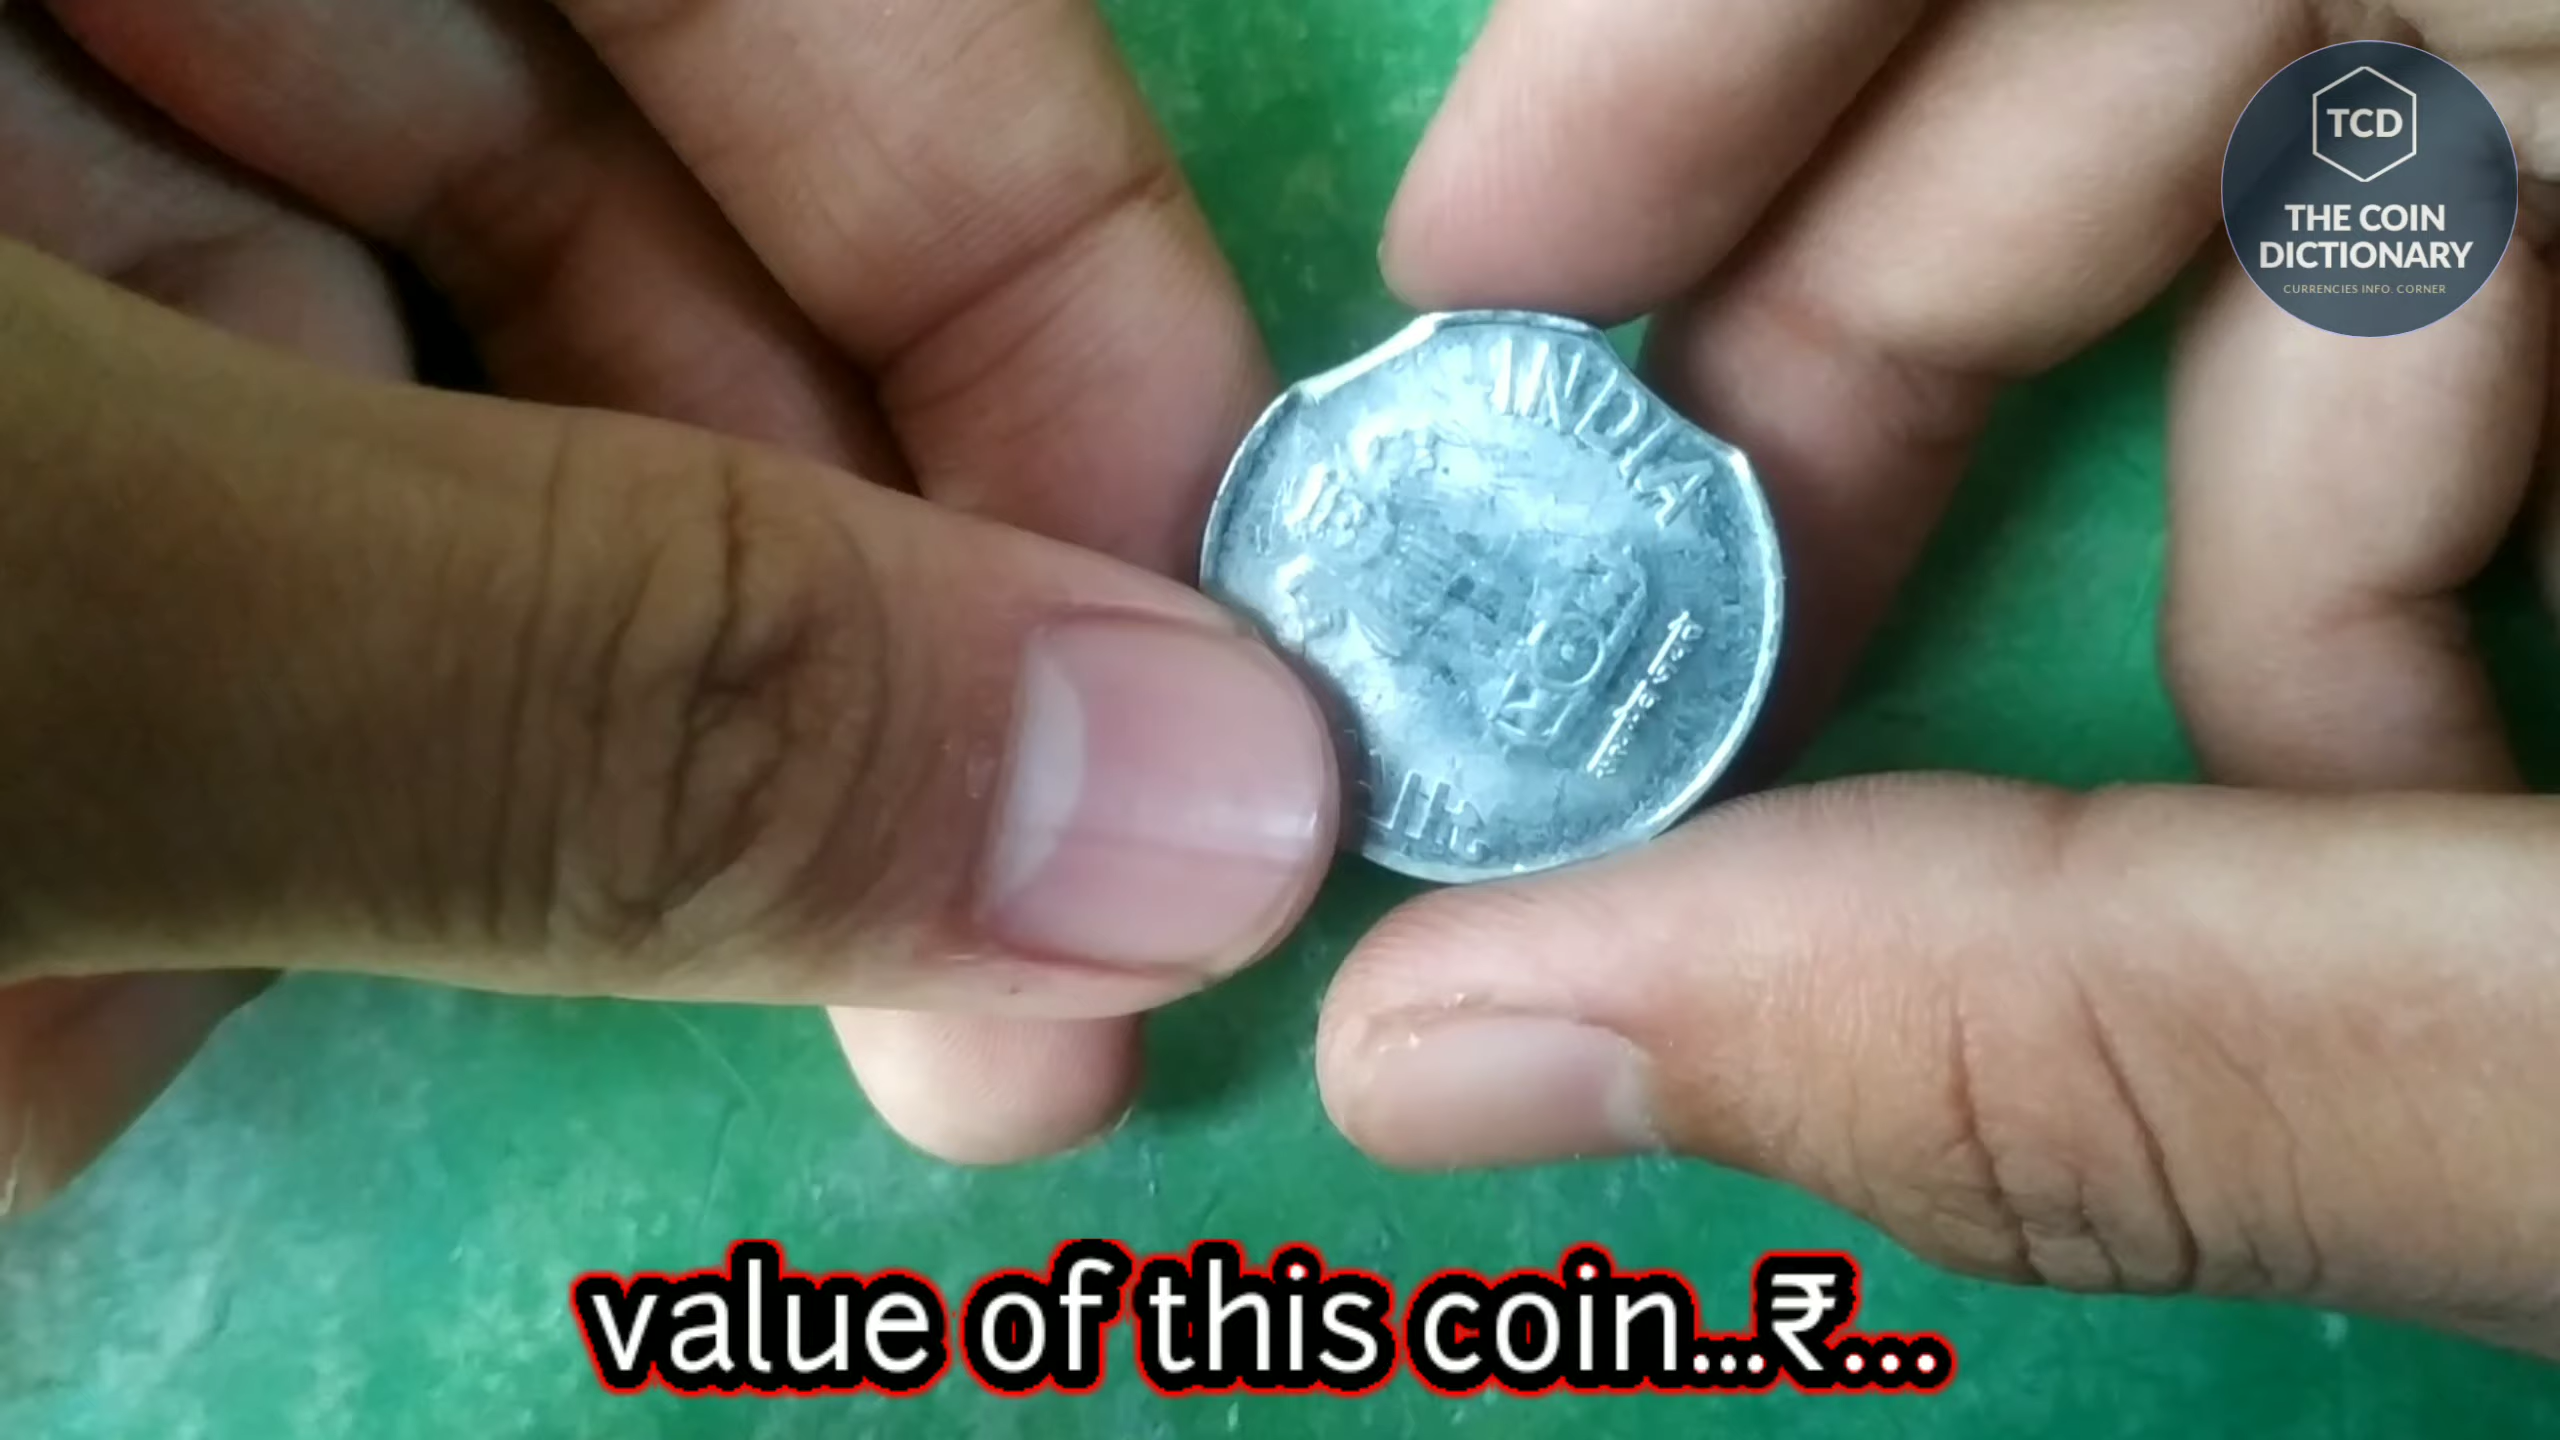 TCD
THE COIN
DICTIONARY
CURRENCIES INFO. CORNER
INDIA
value of this coin...₹...